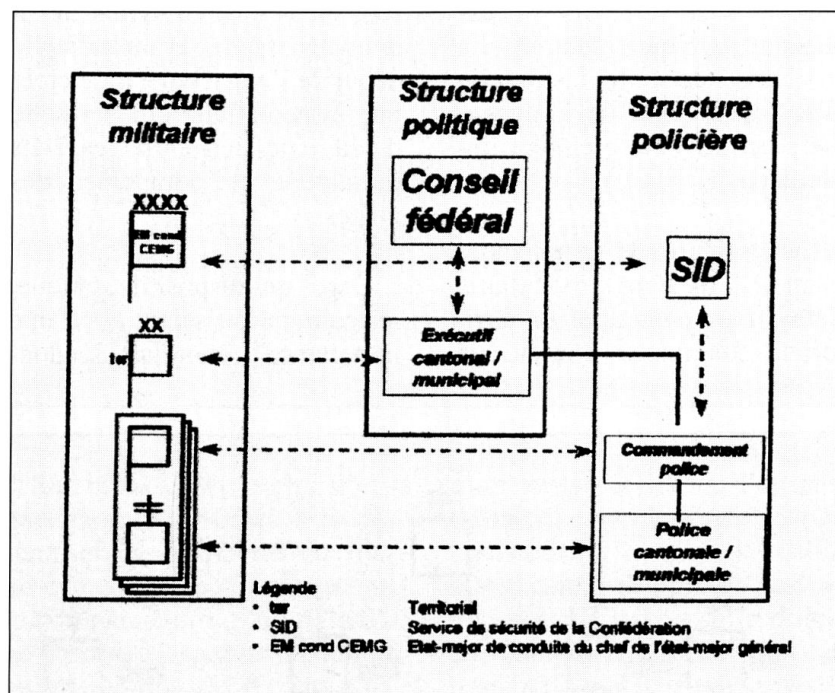 Structure
militaire
XXXX
EM cond
CEMG
XX
ter
Structure
politique
Conseil
fédéral
Exécutif
cantonal /
municipal
Structure
policière
SID
Commandement
police
Police
cantonale /
municipale
Légende
• ter Territorial
• SID Service de sécurité de la Confédération
• EM cond CEMG Etat-major de conduite du chef de l'état-major général